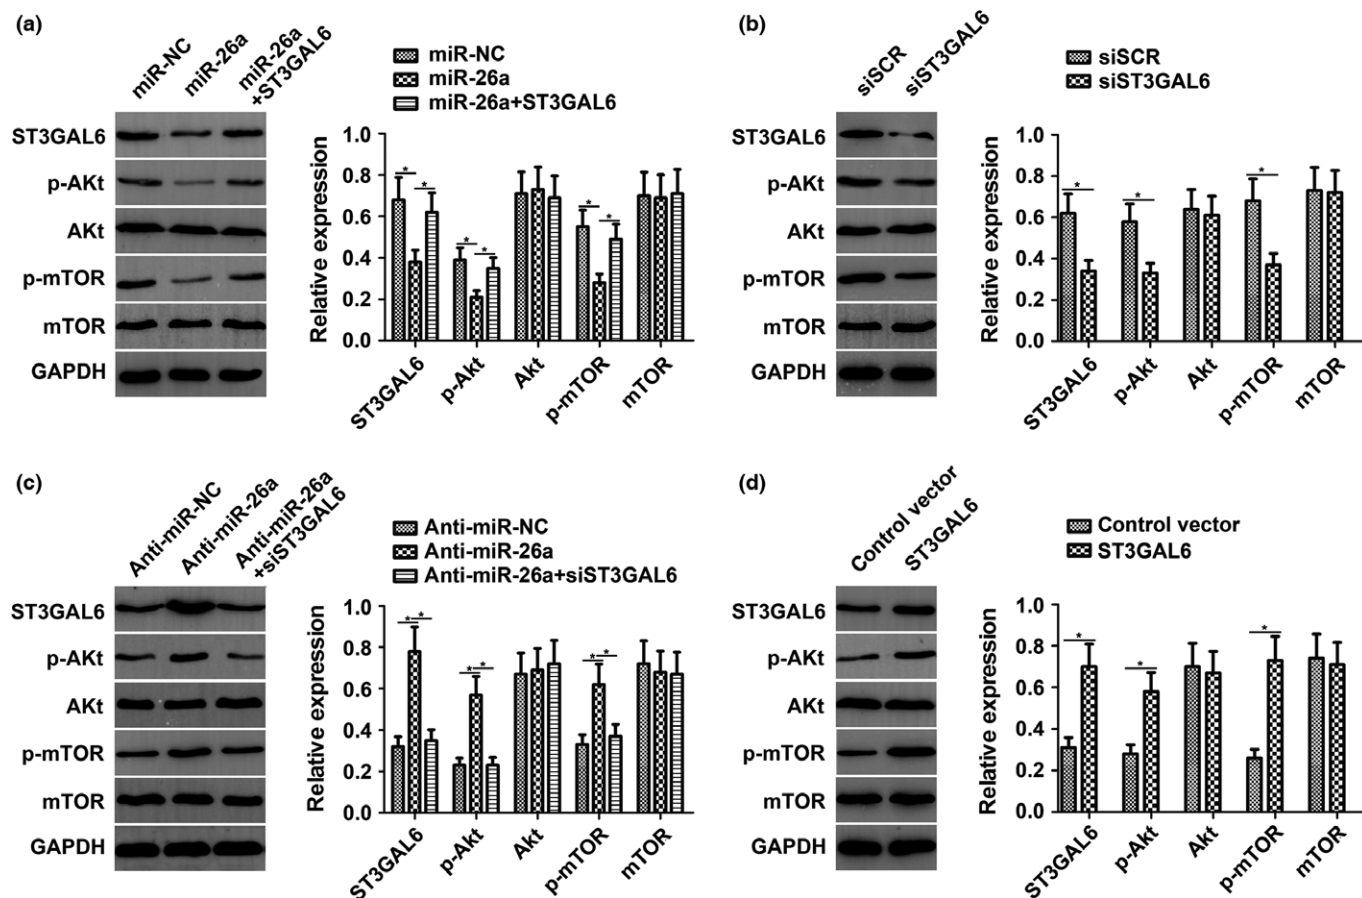 (a)
miR-NC
miR-26a
miR-26a
+ST3GAL6
ST3GAL6
p-AKt
AKt
p-mTOR
mTOR
GAPDH
miR-NC
miR-26a
miR-26a+ST3GAL6
Relative expression
1.0
0.8
0.6
0.4
0.2
0.0
* * * * * *
ST3GAL6
p-Akt
Akt
p-mTOR
mTOR
(b)
siSCR
siST3GAL6
ST3GAL6
p-AKt
AKt
p-mTOR
mTOR
GAPDH
siSCR
siST3GAL6
Relative expression
1.0
0.8
0.6
0.4
0.2
0.0
* * *
ST3GAL6
p-Akt
Akt
p-mTOR
mTOR
(c)
Anti-miR-NC
Anti-miR-26a
Anti-miR-26a
+siST3GAL6
ST3GAL6
p-AKt
AKt
p-mTOR
mTOR
GAPDH
Anti-miR-NC
Anti-miR-26a
Anti-miR-26a+siST3GAL6
Relative expression
1.0
0.8
0.6
0.4
0.2
0.0
* * * * * *
ST3GAL6
p-Akt
Akt
p-mTOR
mTOR
(d)
Control vector
ST3GAL6
ST3GAL6
p-AKt
AKt
p-mTOR
mTOR
GAPDH
Control vector
ST3GAL6
Relative expression
1.0
0.8
0.6
0.4
0.2
0.0
* * *
ST3GAL6
p-Akt
Akt
p-mTOR
mTOR